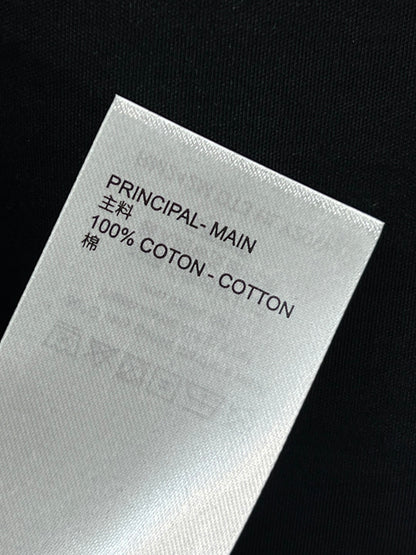 PRINCIPAL- MAIN
主料
100% COTON - COTTON
棉